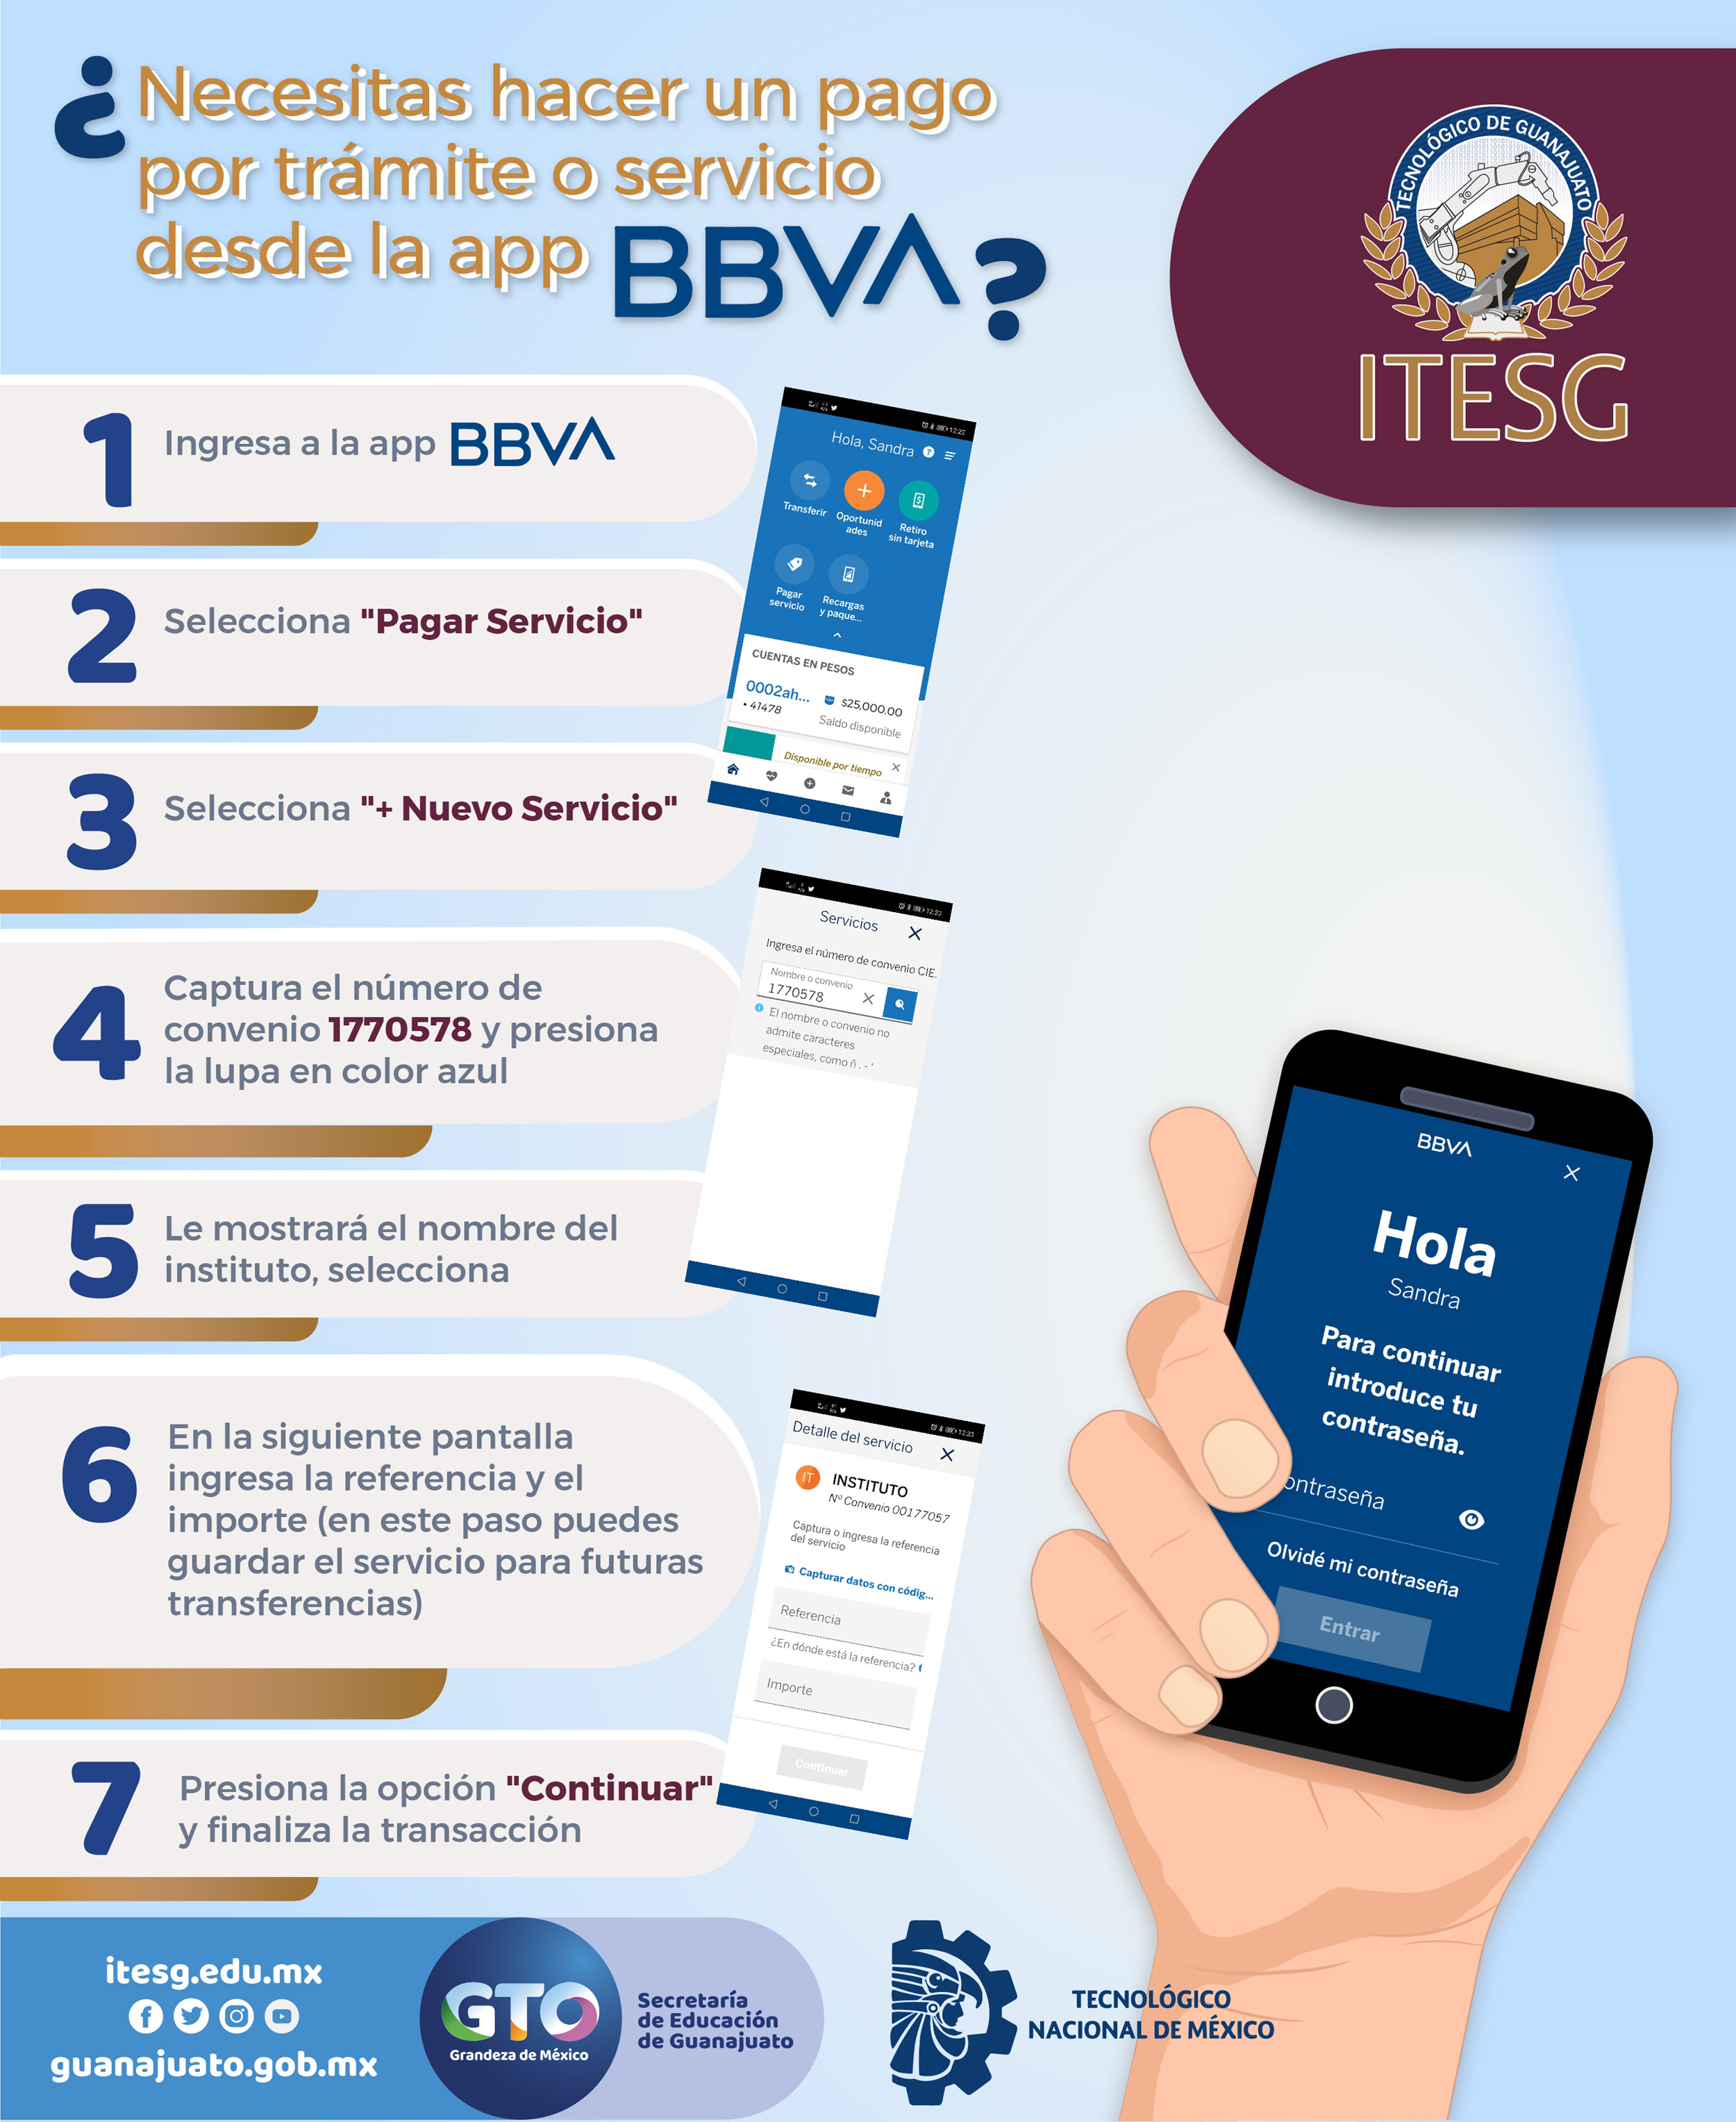 ¿Necesitas hacer un pago
por trámite o servicio
desde la app BBVA?
TECNOLÓGICO DE GUANAJUATO
ITESG
1
Ingresa a la app BBVA
2
Selecciona "Pagar Servicio"
3
Selecciona "+ Nuevo Servicio"
4
Captura el número de
convenio 1770578 y presiona
la lupa en color azul
5
Le mostrará el nombre del
instituto, selecciona
6
En la siguiente pantalla
ingresa la referencia y el
importe (en este paso puedes
guardar el servicio para futuras
transferencias)
7
Presiona la opción "Continuar"
y finaliza la transacción
12:22
Hola, Sandra ?
Transferir
Oportunid
ades
Retiro
sin tarjeta
Pagar
servicio
Recargas
y paque...
CUENTAS EN PESOS
0002ah...
$25,000.00
• 41478
Saldo disponible
Disponible por tiempo
12:23
Servicios
Ingresa el número de convenio CIE.
Nombre o convenio
1770578
El nombre o convenio no
admite caracteres
especiales, como ñ . - '
12:23
Detalle del servicio
IT
INSTITUTO
Nº Convenio 00177057
Captura o ingresa la referencia
del servicio
Capturar datos con códig...
Referencia
¿En dónde está la referencia?
Importe
Continuar
BBVA
Hola
Sandra
Para continuar
introduce tu
contraseña.
ontraseña
Olvidé mi contraseña
Entrar
itesg.edu.mx
guanajuato.gob.mx
GTO
Grandeza de México
Secretaría
de Educación
de Guanajuato
TECNOLÓGICO
NACIONAL DE MÉXICO